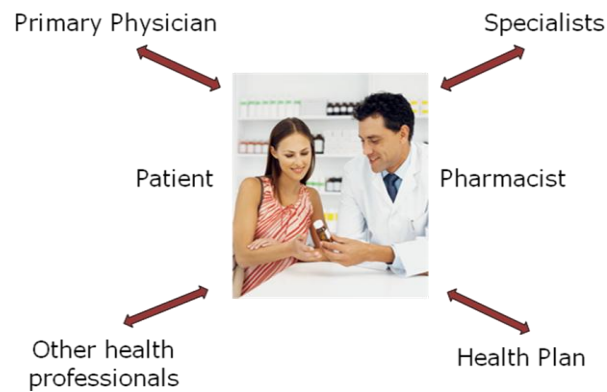 Primary Physician
Specialists
Patient
Pharmacist
Other health
professionals
Health Plan